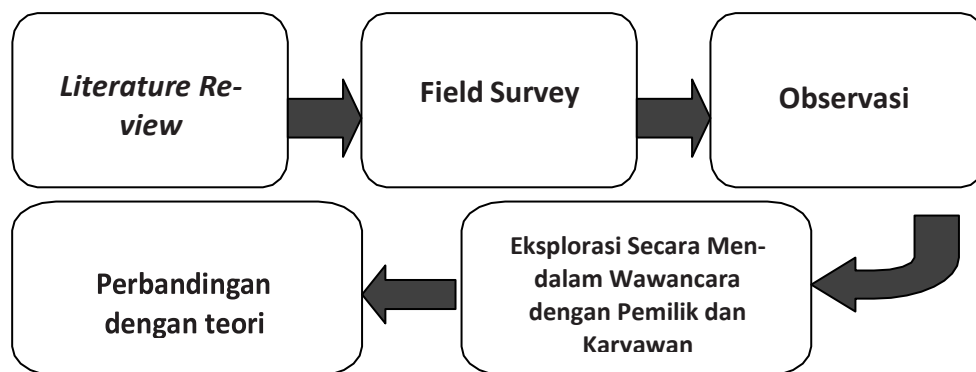 Literature Re-
view
Field Survey
Observasi
Eksplorasi Secara Men-
dalam Wawancara
dengan Pemilik dan
Karyawan
Perbandingan
dengan teori